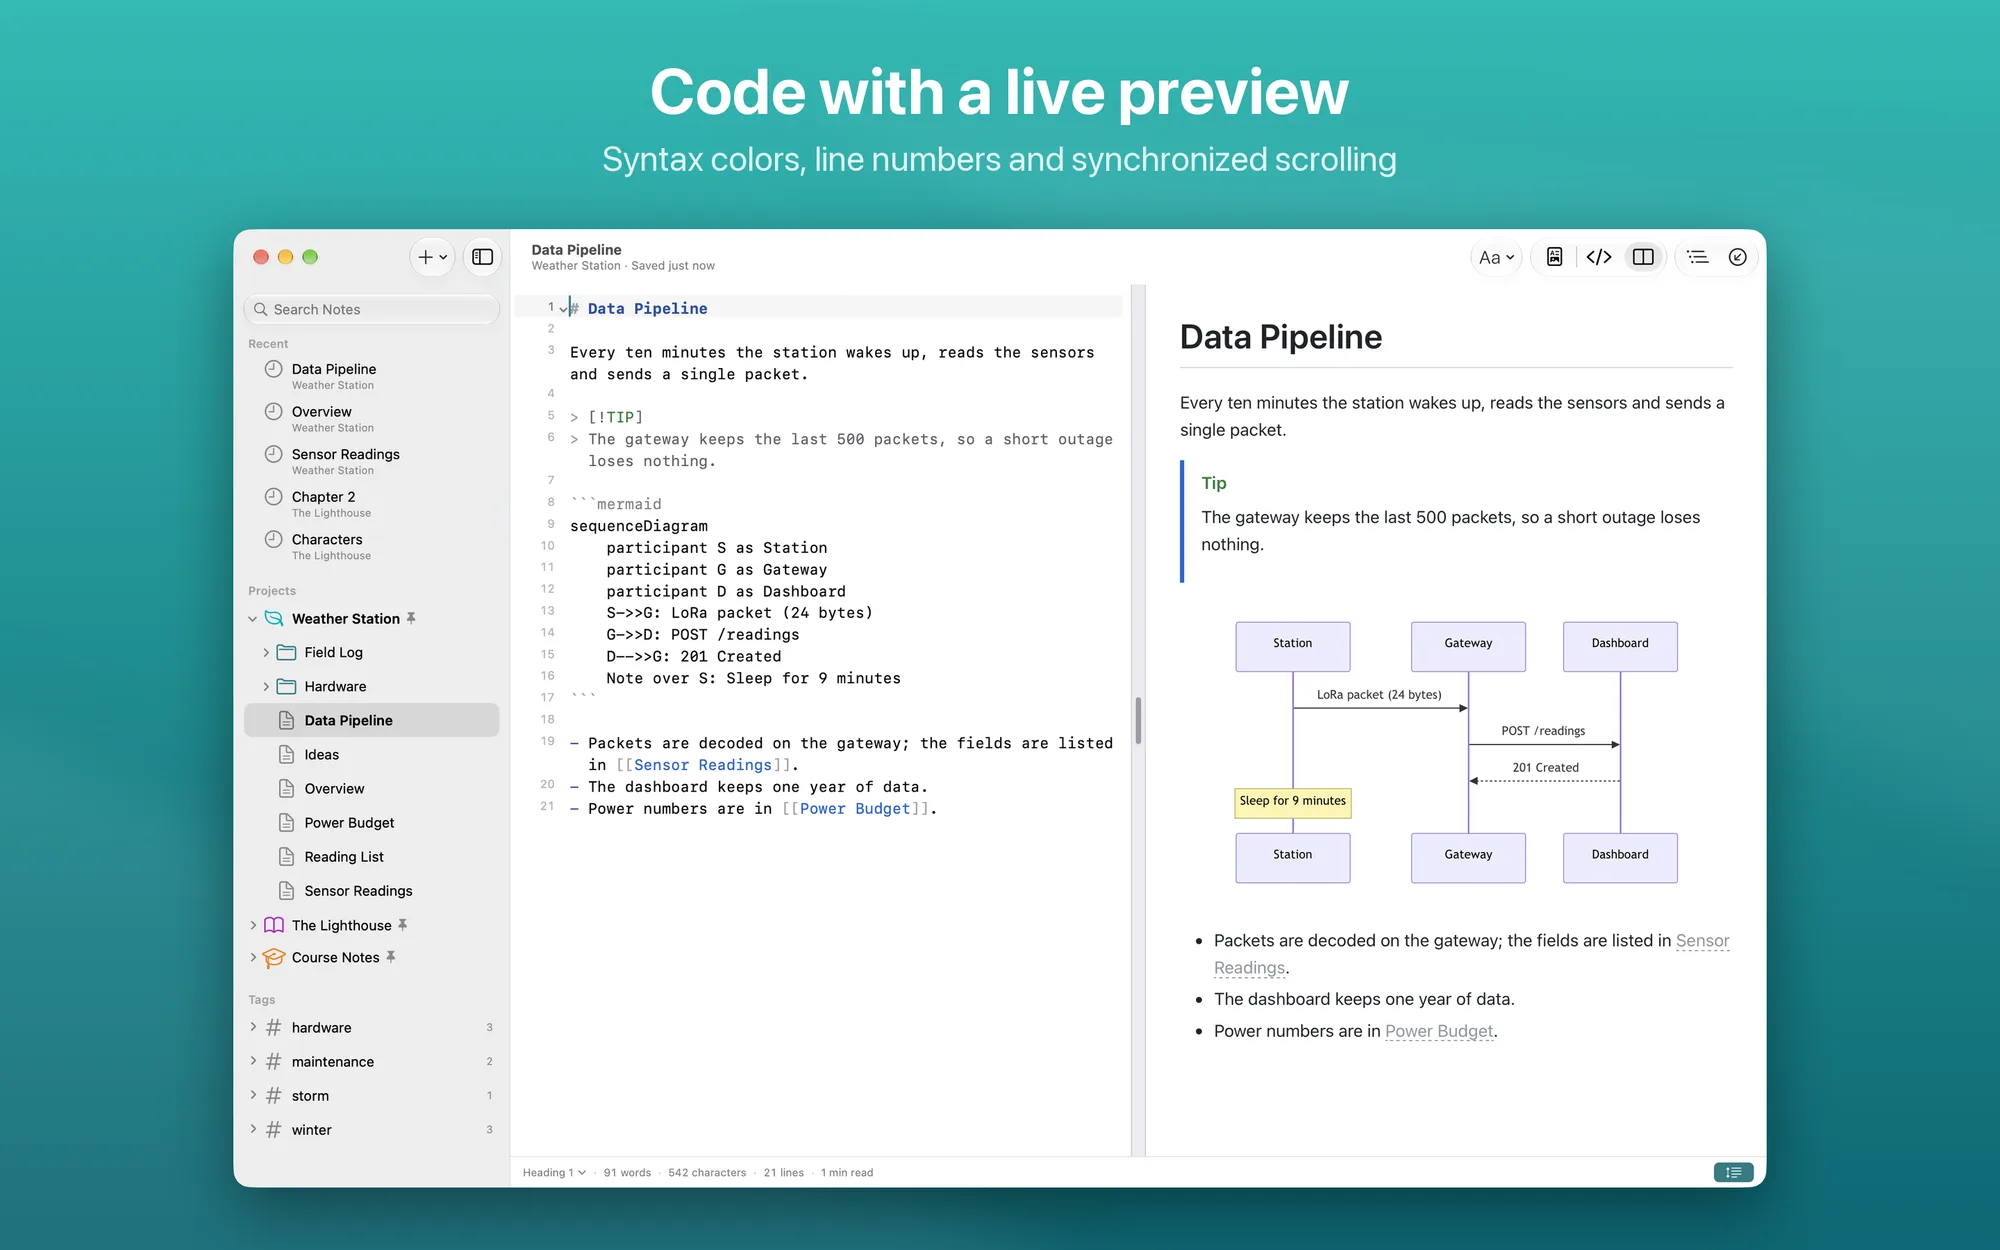 Code with a live preview
Syntax colors, line numbers and synchronized scrolling
Search Notes
Recent
Data Pipeline
Weather Station
Overview
Weather Station
Sensor Readings
Weather Station
Chapter 2
The Lighthouse
Characters
The Lighthouse
Projects
Weather Station
Field Log
Hardware
Data Pipeline
Ideas
Overview
Power Budget
Reading List
Sensor Readings
The Lighthouse
Course Notes
Tags
# hardware 3
# maintenance 2
# storm 1
# winter 3
Data Pipeline
Weather Station · Saved just now
Aa
</>
1 # Data Pipeline
2
3 Every ten minutes the station wakes up, reads the sensors
and sends a single packet.
4
5 > [!TIP]
6 > The gateway keeps the last 500 packets, so a short outage
loses nothing.
7
8 ```mermaid
9 sequenceDiagram
10 participant S as Station
11 participant G as Gateway
12 participant D as Dashboard
13 S->>G: LoRa packet (24 bytes)
14 G->>D: POST /readings
15 D-->>G: 201 Created
16 Note over S: Sleep for 9 minutes
17 ```
18
19 - Packets are decoded on the gateway; the fields are listed
in [[Sensor Readings]].
20 - The dashboard keeps one year of data.
21 - Power numbers are in [[Power Budget]].
Data Pipeline
Every ten minutes the station wakes up, reads the sensors and sends a
single packet.
Tip
The gateway keeps the last 500 packets, so a short outage loses
nothing.
Station Gateway Dashboard
LoRa packet (24 bytes)
POST /readings
201 Created
Sleep for 9 minutes
Station Gateway Dashboard
• Packets are decoded on the gateway; the fields are listed in Sensor
Readings.
• The dashboard keeps one year of data.
• Power numbers are in Power Budget.
Heading 1 · 91 words · 542 characters · 21 lines · 1 min read